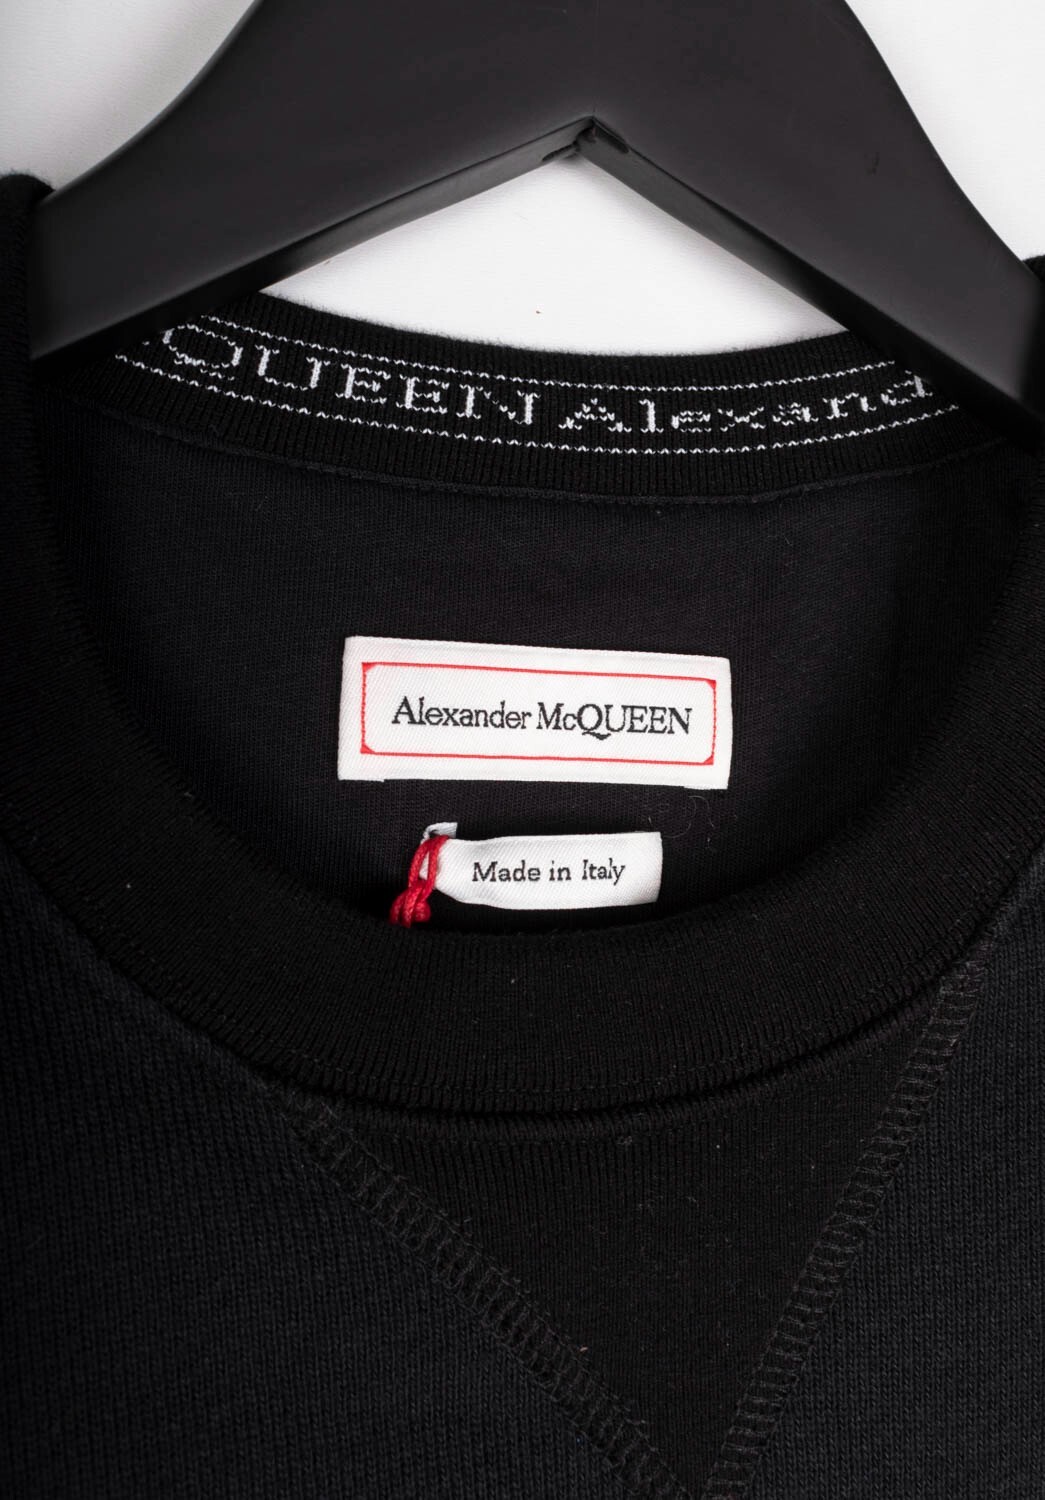 QUEEN Alexand
Alexander McQUEEN
Made in Italy